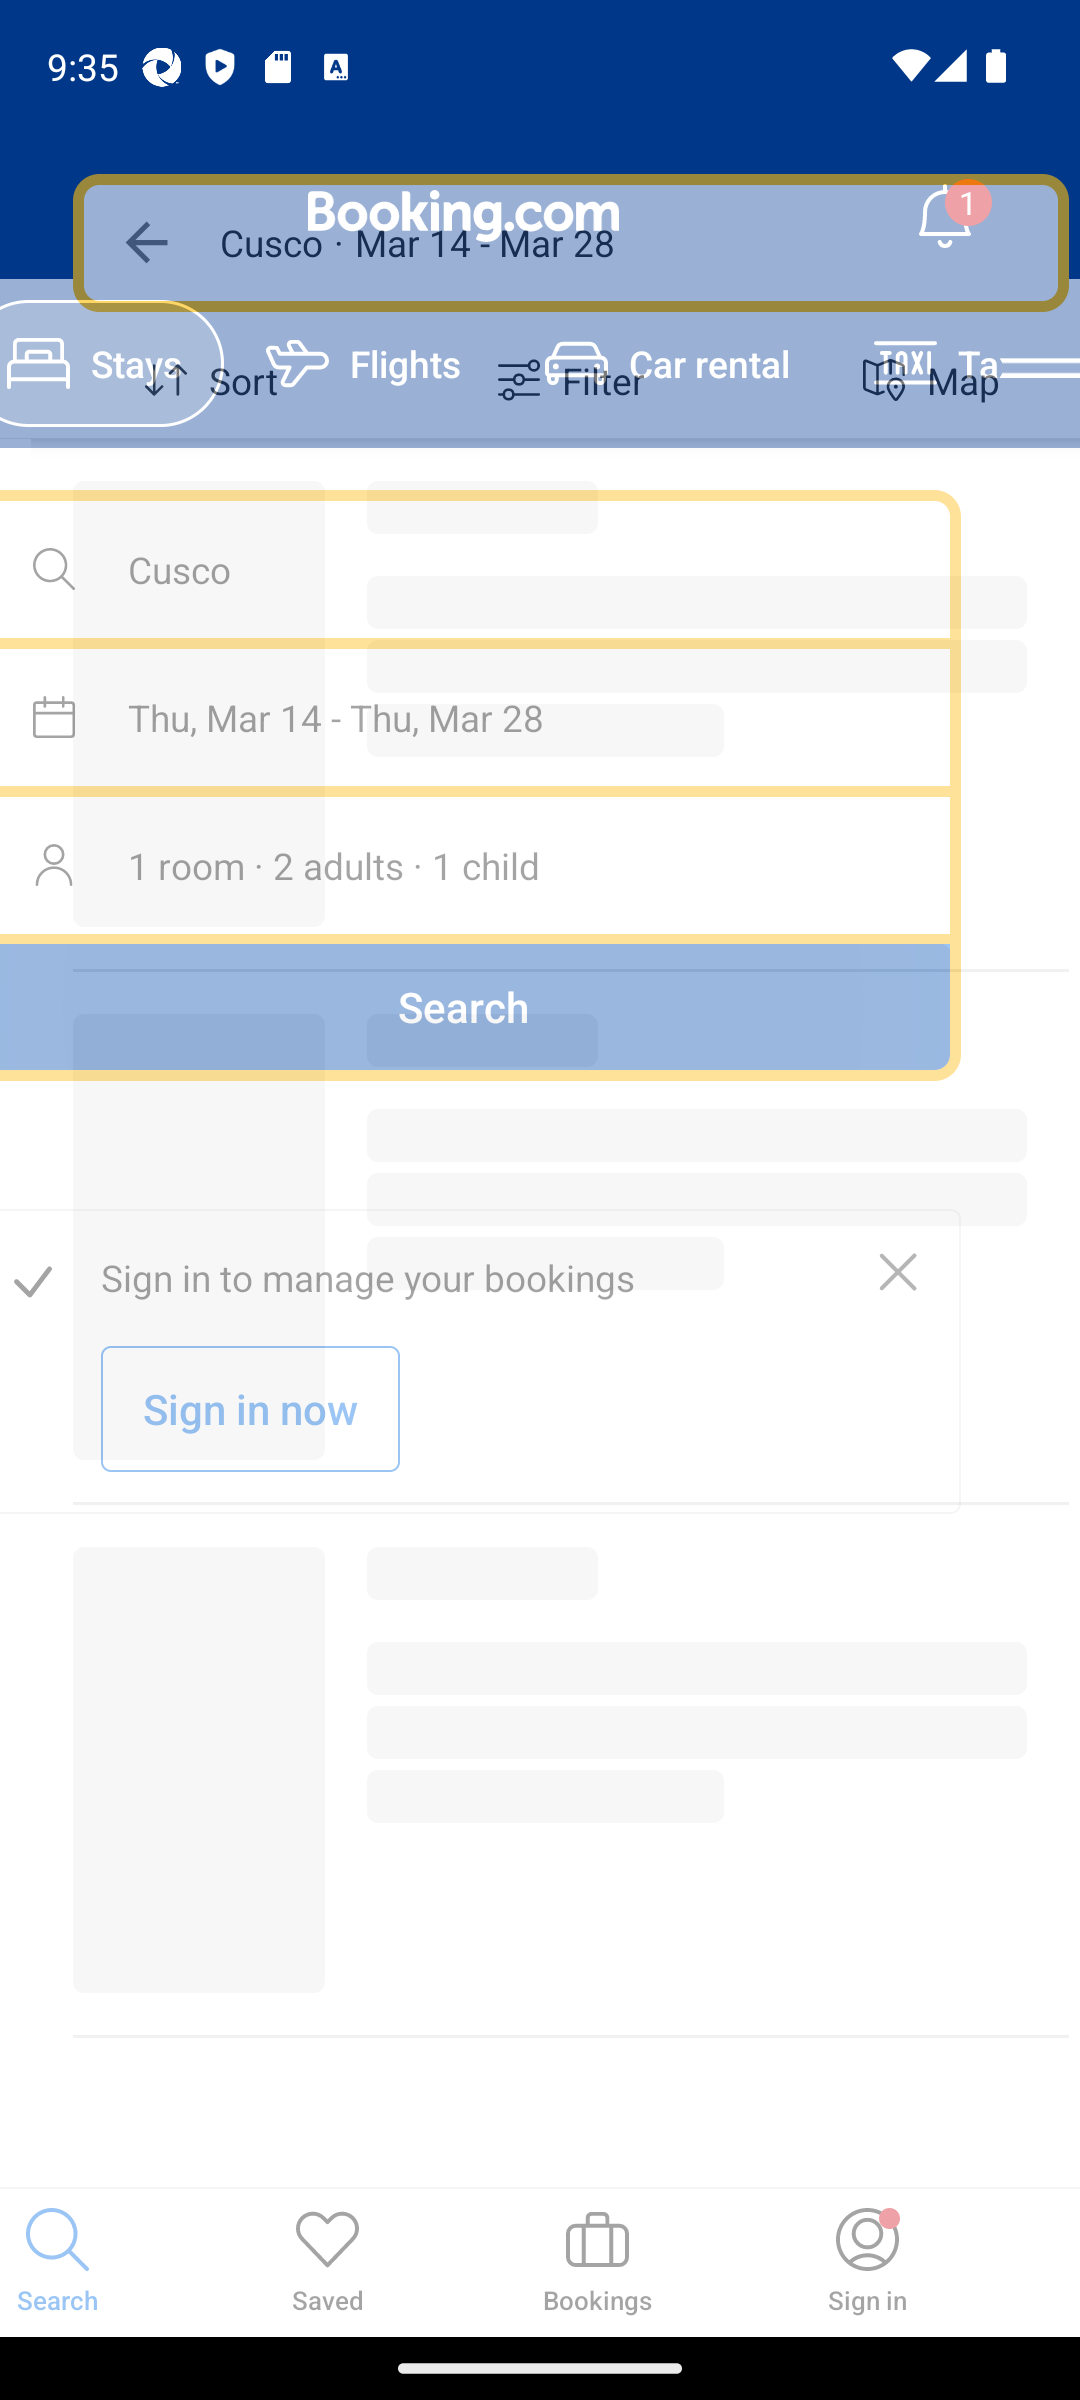 9:35
Booking.com
1
Cusco · Mar 14 - Mar 28
Stays
Flights
Car rental
TAXI
Ta
Sort
Filter
Map
Cusco
Thu, Mar 14 - Thu, Mar 28
1 room · 2 adults · 1 child
Search
Sign in to manage your bookings
Sign in now
Search
Saved
Bookings
Sign in